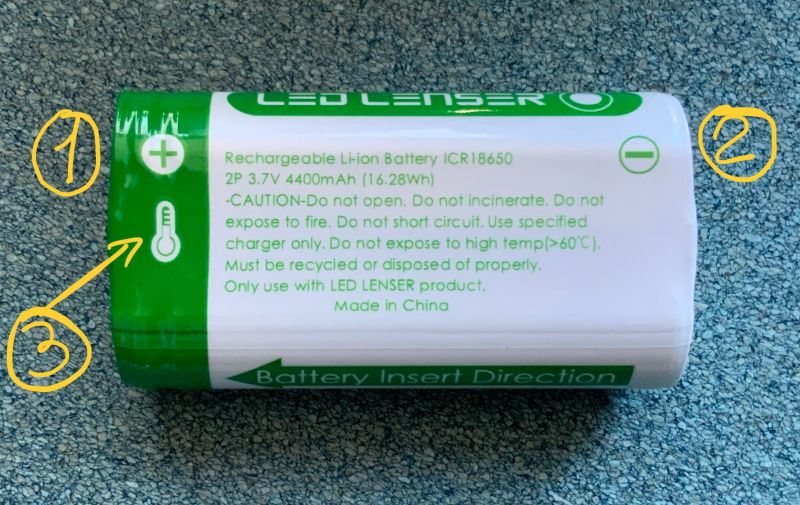 LED LENSER
1
2
+
-
Rechargeable Li-ion Battery ICR18650
2P 3.7V 4400mAh (16.28Wh)
-CAUTION-Do not open. Do not incinerate. Do not
expose to fire. Do not short circuit. Use specified
charger only. Do not expose to high temp(>60℃).
Must be recycled or disposed of properly.
Only use with LED LENSER product.
Made in China
3
Battery Insert Direction